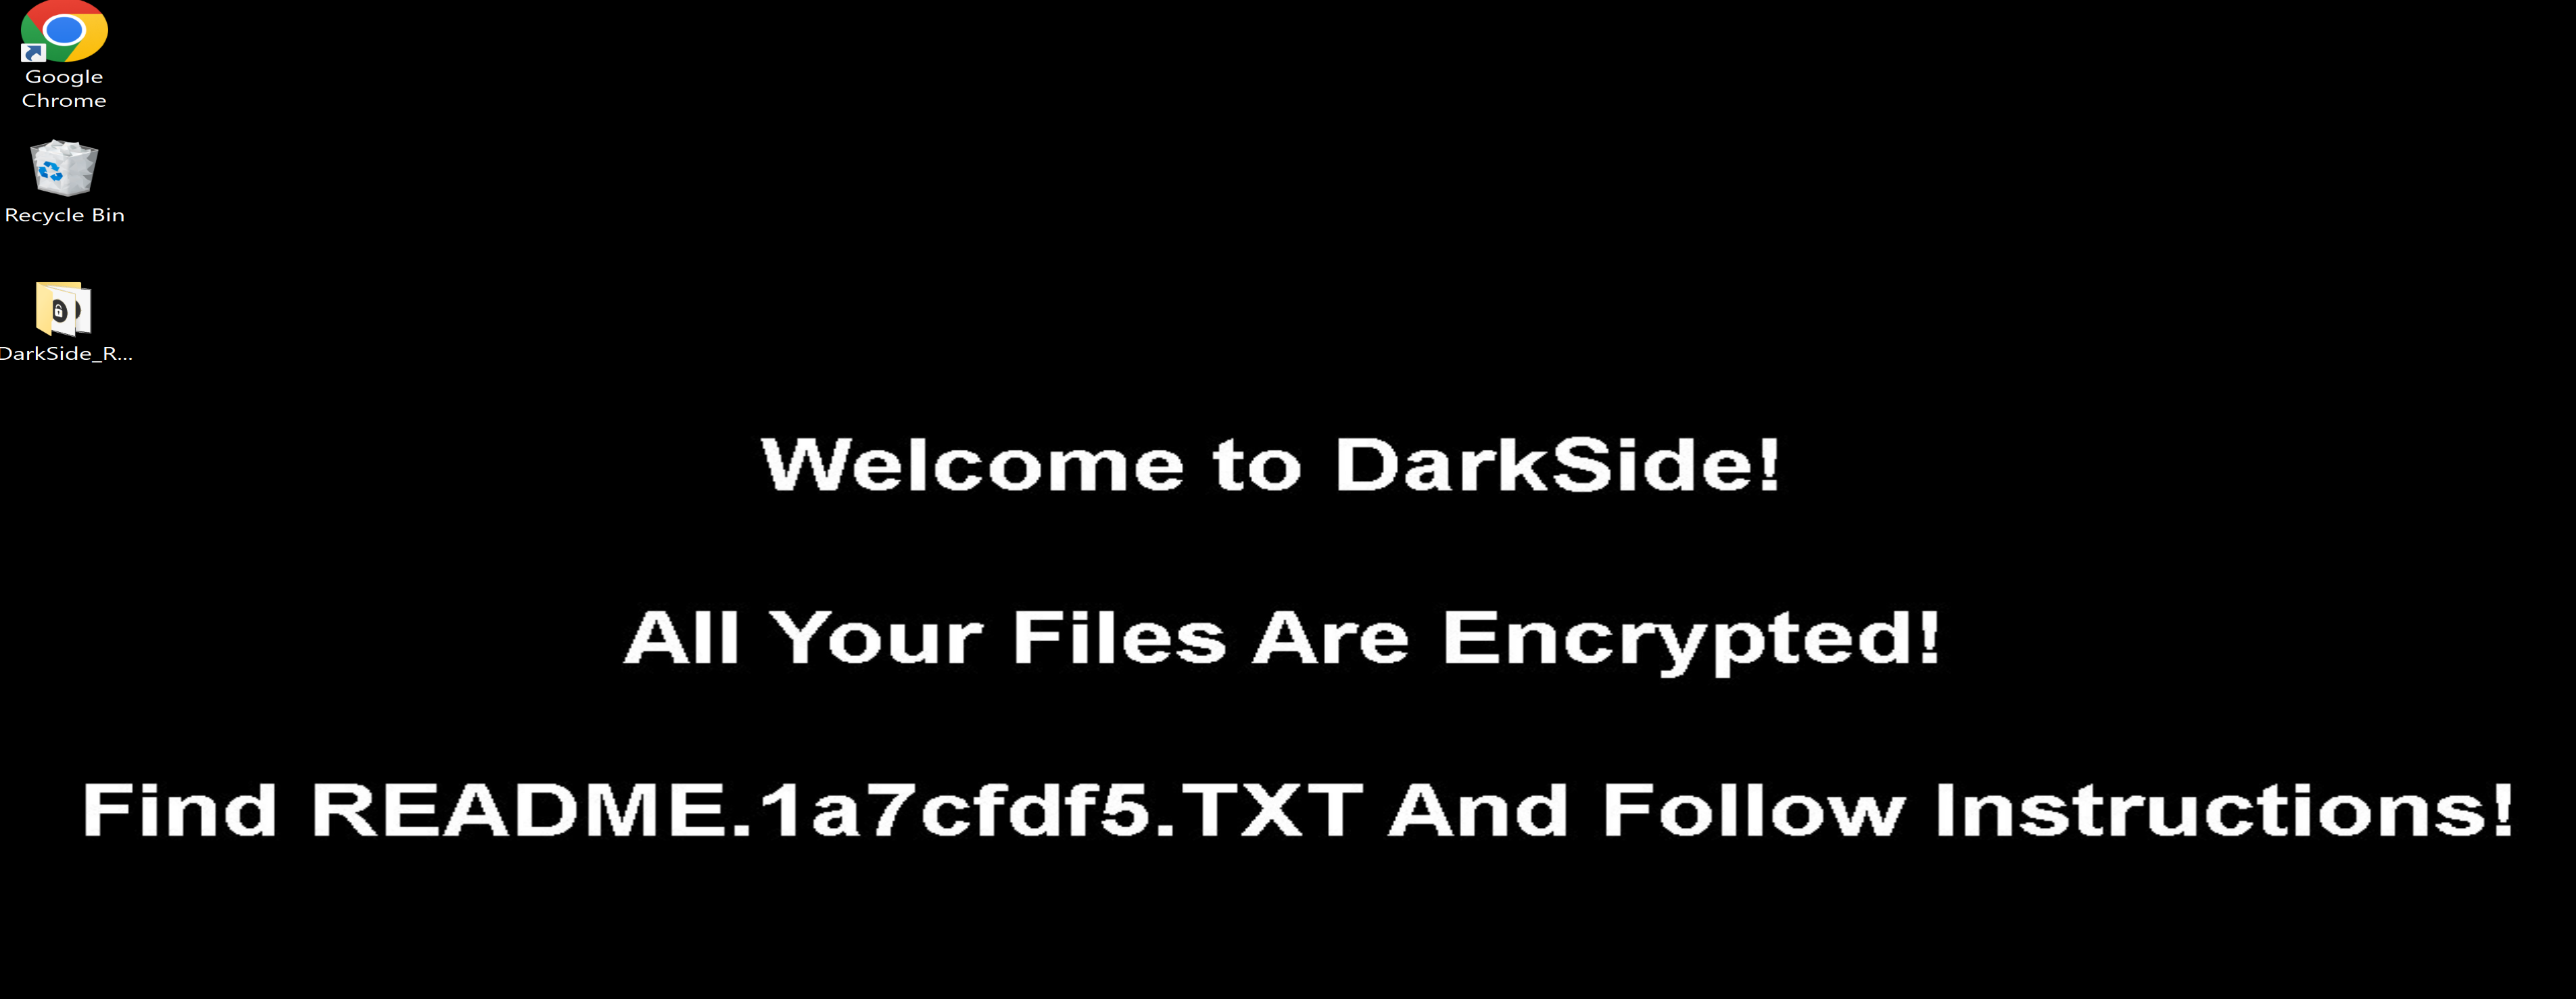 Google
Chrome
Recycle Bin
DarkSide_R...
Welcome to DarkSide!
All Your Files Are Encrypted!
Find README.1a7cfdf5.TXT And Follow Instructions!